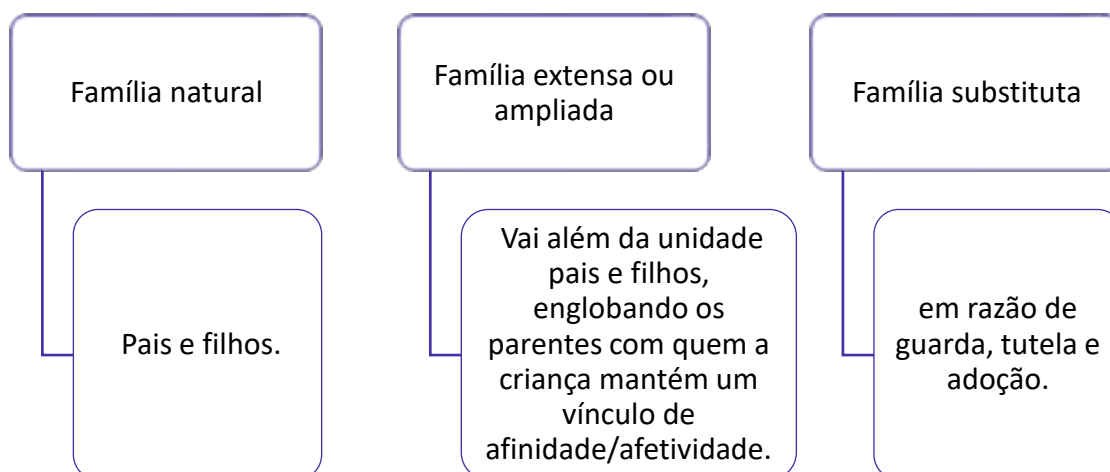 Família natural
Pais e filhos.
Família extensa ou
ampliada
Vai além da unidade
pais e filhos,
englobando os
parentes com quem a
criança mantém um
vínculo de
afinidade/afetividade.
Família substituta
em razão de
guarda, tutela e
adoção.